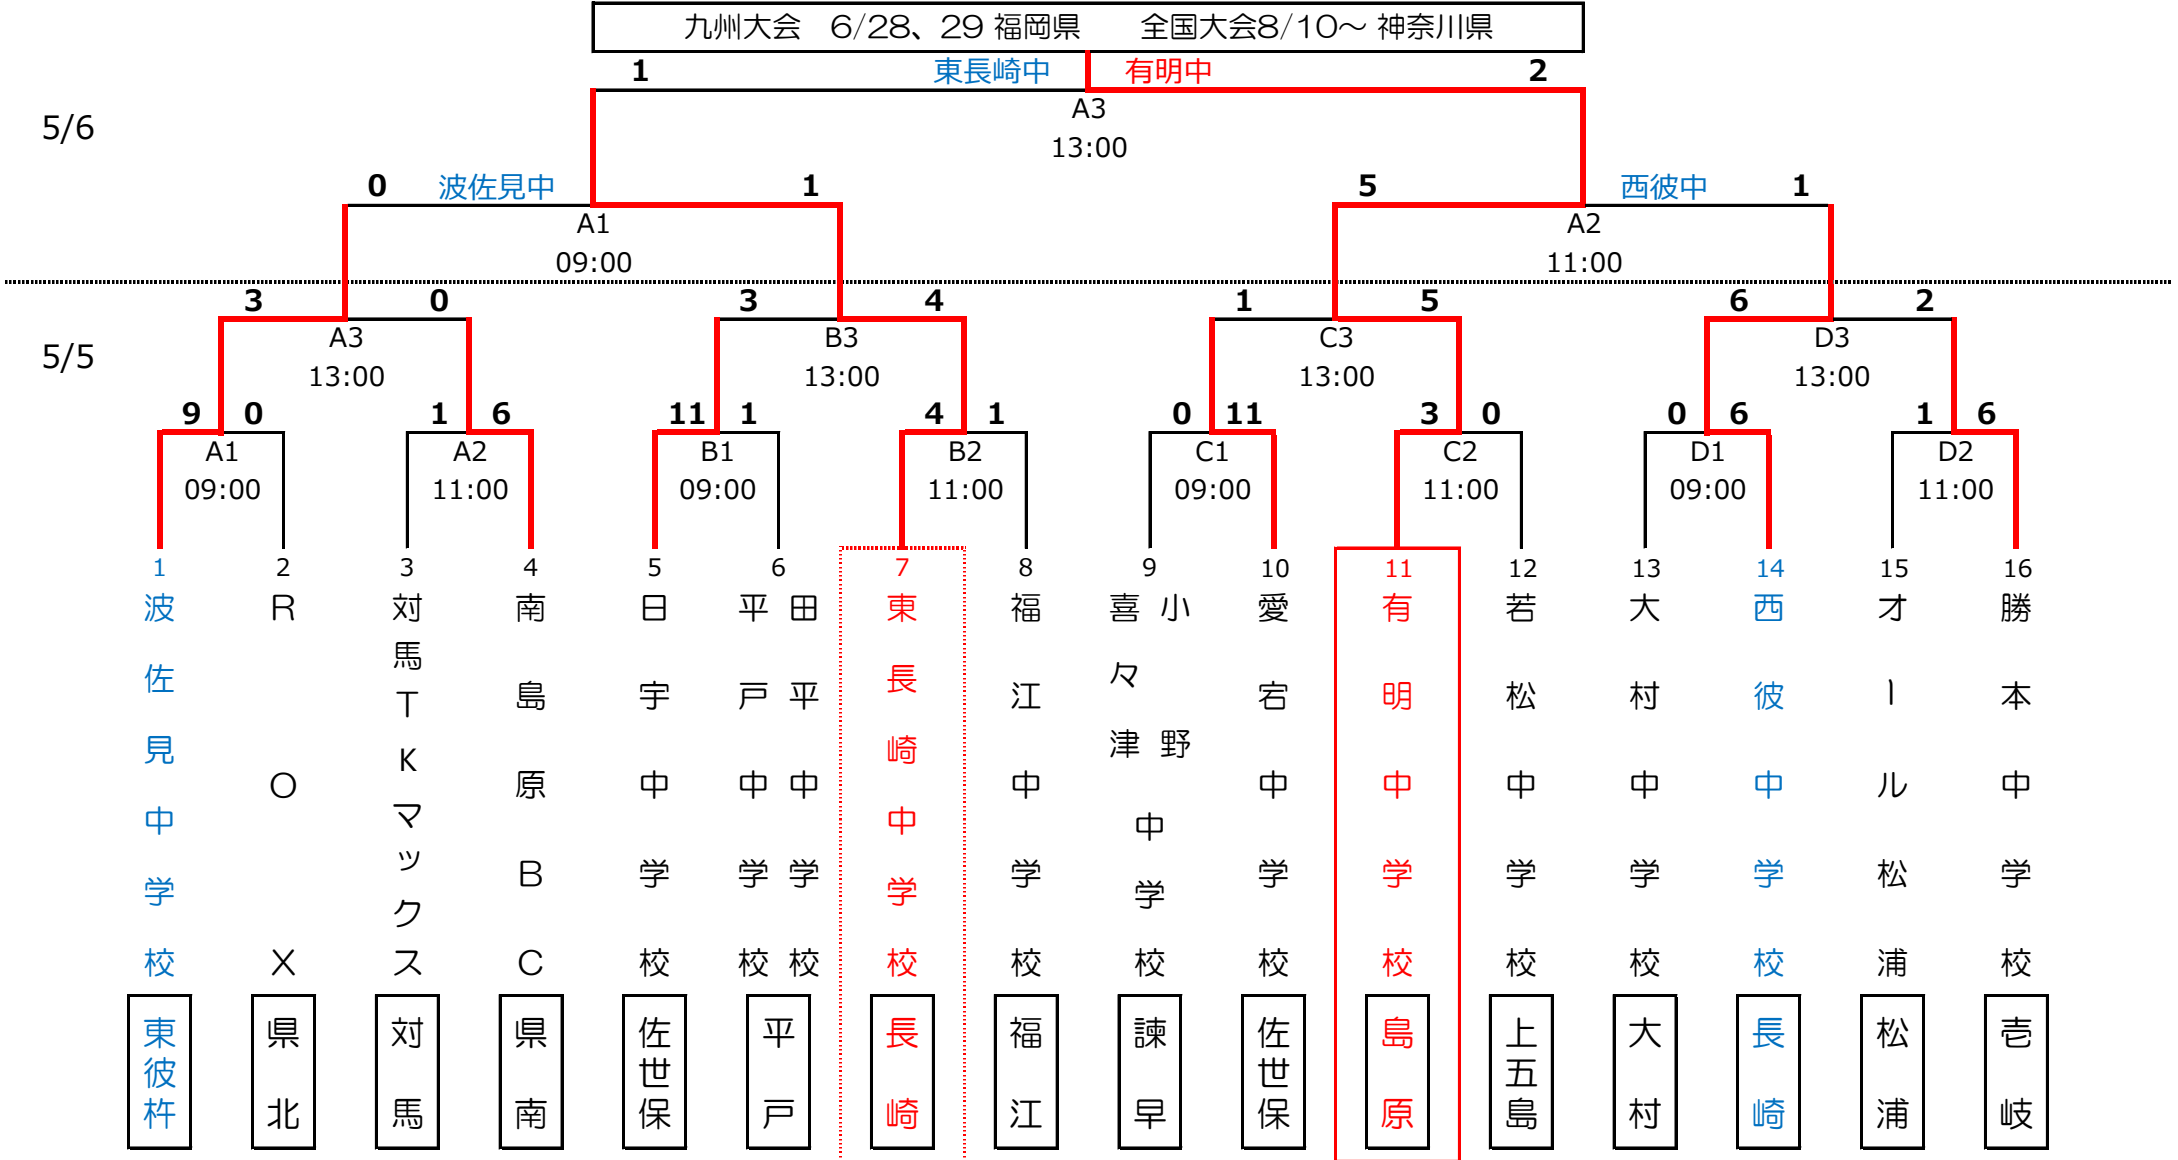 九州大会　6/28、29 福岡県　　全国大会8/10～ 神奈川県
1 東長崎中 有明中 2
A3
13:00
5/6
0 波佐見中 1 5 西彼中 1
A1 A2
09:00 11:00
3 0 3 4 1 5 6 2
A3 B3 C3 D3
5/5
13:00 13:00 13:00 13:00
9 0 1 6 11 1 4 1 0 11 3 0 0 6 1 6
A1 A2 B1 B2 C1 C2 D1 D2
09:00 11:00 09:00 11:00 09:00 11:00 09:00 11:00
1 2 3 4 5 6 7 8 9 10 11 12 13 14 15 16
波佐見中学校
ROX
対馬TKマックス
南島原BC
日宇中学校
田平中学校
平戸中学校
東長崎中学校
福江中学校
小野
喜々津
中学校
愛宕中学校
有明中学校
若松中学校
大村中学校
西彼中学校
オール松浦
勝本中学校
東彼杵
県北
対馬
県南
佐世保
平戸
長崎
福江
諫早
佐世保
島原
上五島
大村
長崎
松浦
壱岐